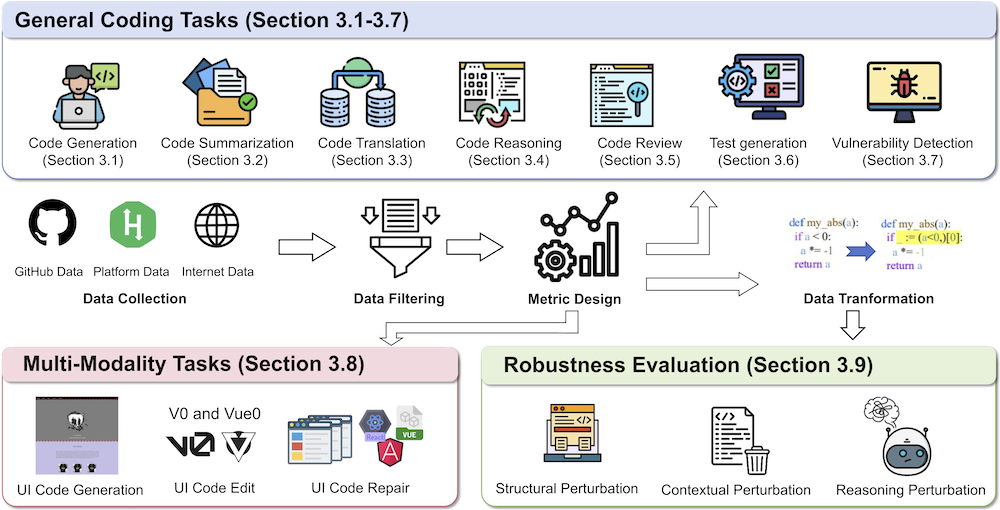 General Coding Tasks (Section 3.1-3.7)
Code Generation
(Section 3.1)
Code Summarization
(Section 3.2)
Code Translation
(Section 3.3)
Code Reasoning
(Section 3.4)
Code Review
(Section 3.5)
Test generation
(Section 3.6)
Vulnerability Detection
(Section 3.7)
GitHub Data
Platform Data
Internet Data
Data Collection
Data Filtering
Metric Design
def my_abs(a):
if a < 0:
a *= -1
return a
def my_abs(a):
if _ := (a<0,)[0]:
a *= -1
return a
Data Tranformation
Multi-Modality Tasks (Section 3.8)
UI Code Generation
V0 and Vue0
UI Code Edit
React
VUE
UI Code Repair
Robustness Evaluation (Section 3.9)
Structural Perturbation
Contextual Perturbation
Reasoning Perturbation